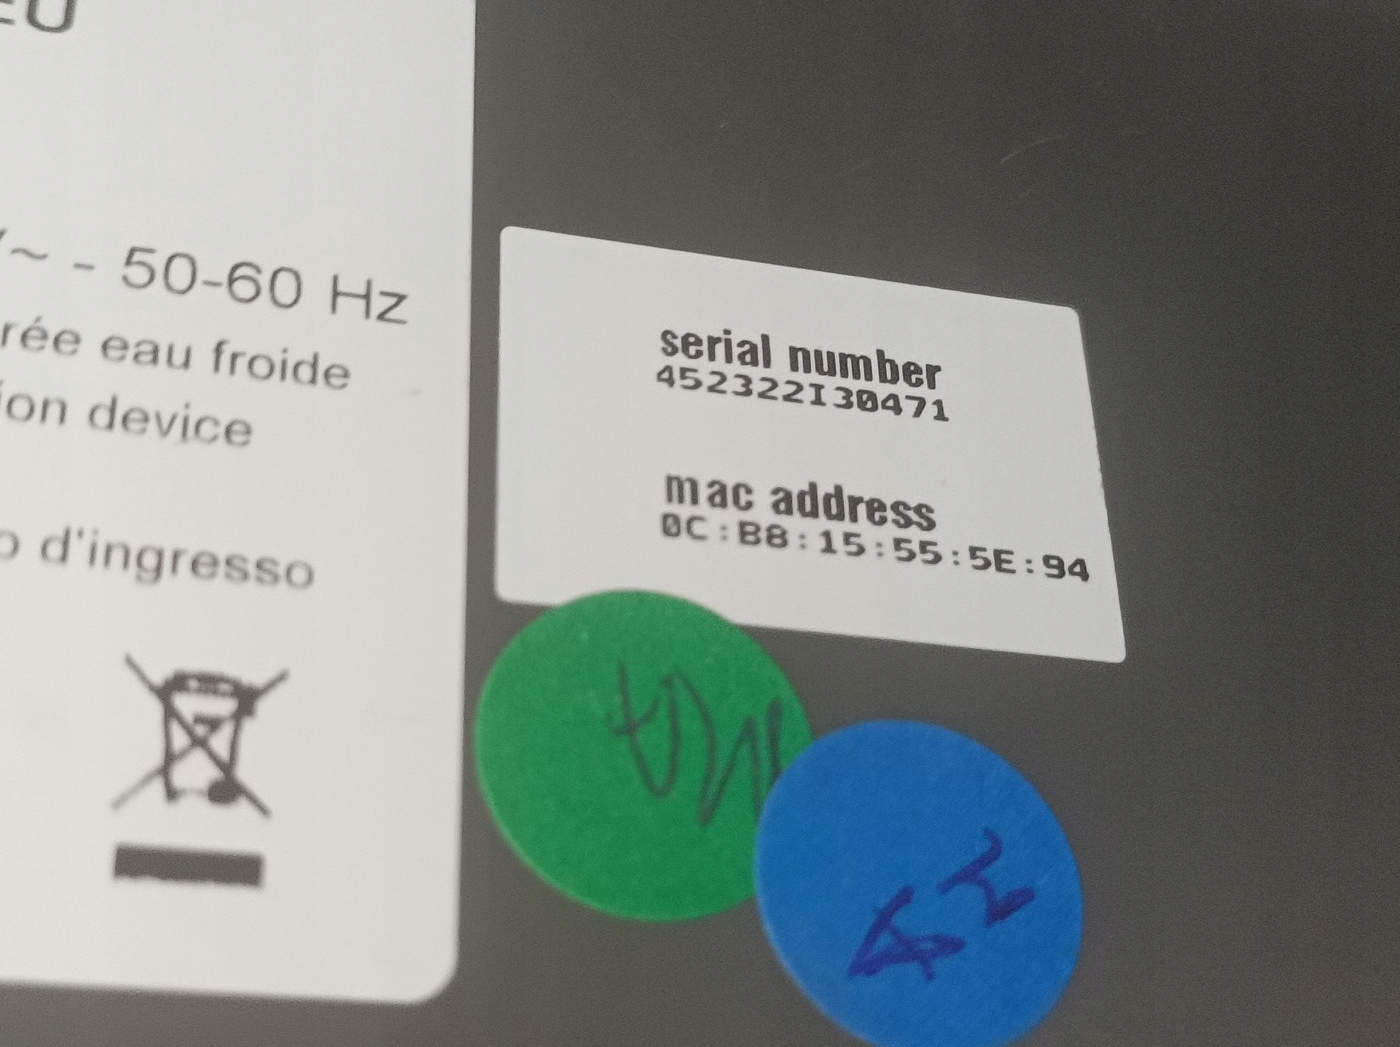 EU
~ - 50-60 Hz
rée eau froide
ion device
o d'ingresso
serial number
452322I30471
mac address
0C:B8:15:55:5E:94